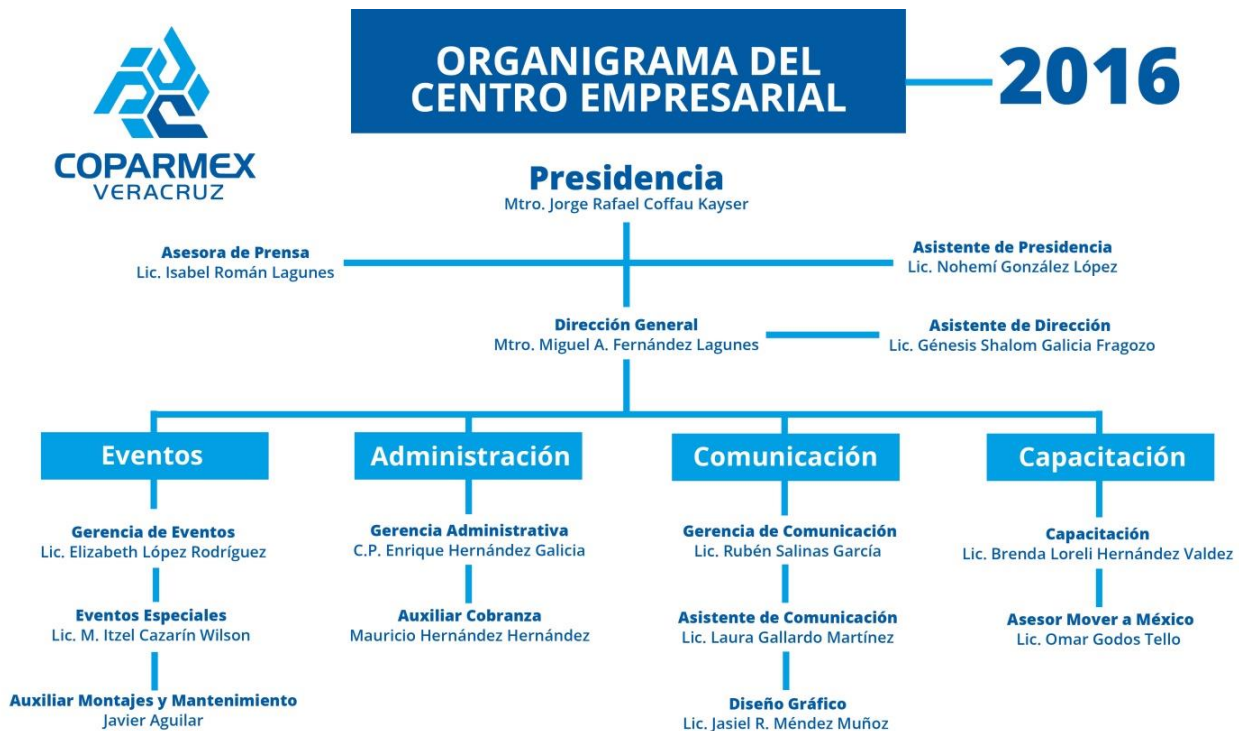 COPARMEX
VERACRUZ
ORGANIGRAMA DEL
CENTRO EMPRESARIAL
2016
Presidencia
Mtro. Jorge Rafael Coffau Kayser
Asesora de Prensa
Lic. Isabel Román Lagunes
Asistente de Presidencia
Lic. Nohemí González López
Dirección General
Mtro. Miguel A. Fernández Lagunes
Asistente de Dirección
Lic. Génesis Shalom Galicia Fragozo
Eventos
Gerencia de Eventos
Lic. Elizabeth López Rodríguez
Eventos Especiales
Lic. M. Itzel Cazarín Wilson
Auxiliar Montajes y Mantenimiento
Javier Aguilar
Administración
Gerencia Administrativa
C.P. Enrique Hernández Galicia
Auxiliar Cobranza
Mauricio Hernández Hernández
Comunicación
Gerencia de Comunicación
Lic. Rubén Salinas García
Asistente de Comunicación
Lic. Laura Gallardo Martínez
Diseño Gráfico
Lic. Jasiel R. Méndez Muñoz
Capacitación
Capacitación
Lic. Brenda Loreli Hernández Valdez
Asesor Mover a México
Lic. Omar Godos Tello